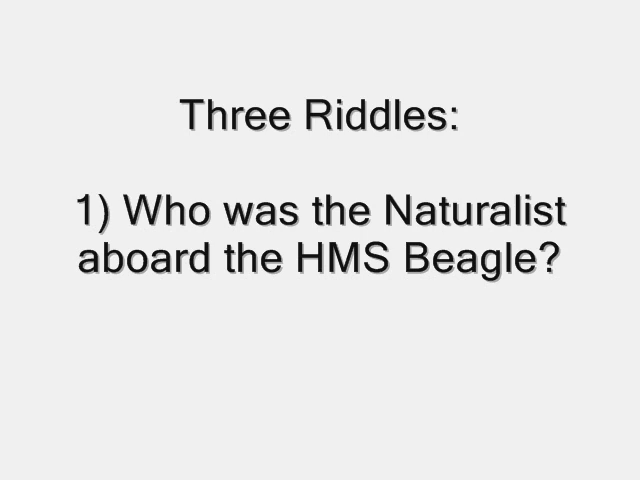 Three Riddles:
1) Who was the Naturalist
aboard the HMS Beagle?